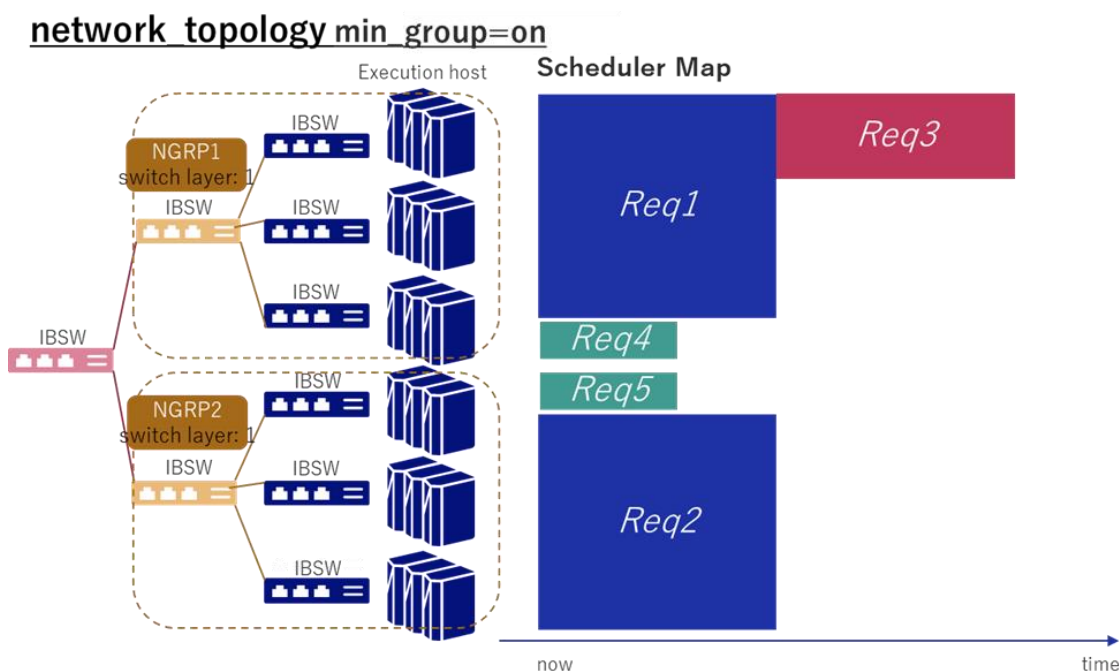 network_topology min_group=on
Execution host
Scheduler Map
IBSW
NGRP1
switch layer: 1
IBSW
IBSW
IBSW
IBSW
IBSW
NGRP2
switch layer: 1
IBSW
IBSW
IBSW
Req1
Req3
Req4
Req5
Req2
now
time